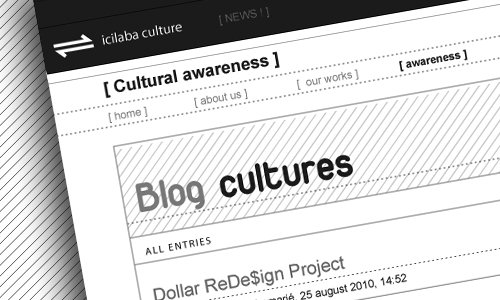 icilaba culture
[ NEWS ! ]
[ Cultural awareness ]
[ home ] [ about us ] [ our works ] [ awareness ]
Blog cultures
ALL ENTRIES
Dollar ReDe$ign Project
25 august 2010, 14:52